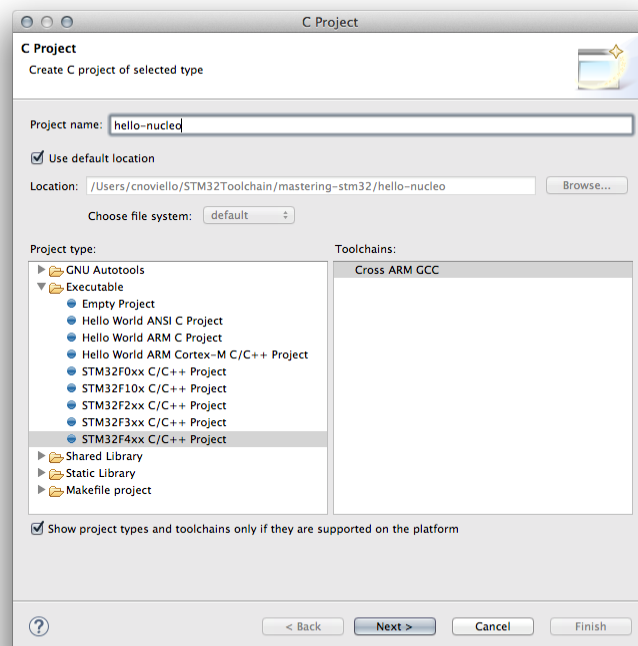 C Project
C Project
Create C project of selected type
Project name: hello-nucleo
Use default location
Location: /Users/cnoviello/STM32Toolchain/mastering-stm32/hello-nucleo Browse...
Choose file system: default
Project type: Toolchains:
GNU Autotools Cross ARM GCC
Executable
Empty Project
Hello World ANSI C Project
Hello World ARM C Project
Hello World ARM Cortex-M C/C++ Project
STM32F0xx C/C++ Project
STM32F10x C/C++ Project
STM32F2xx C/C++ Project
STM32F3xx C/C++ Project
STM32F4xx C/C++ Project
Shared Library
Static Library
Makefile project
Show project types and toolchains only if they are supported on the platform
? < Back Next > Cancel Finish